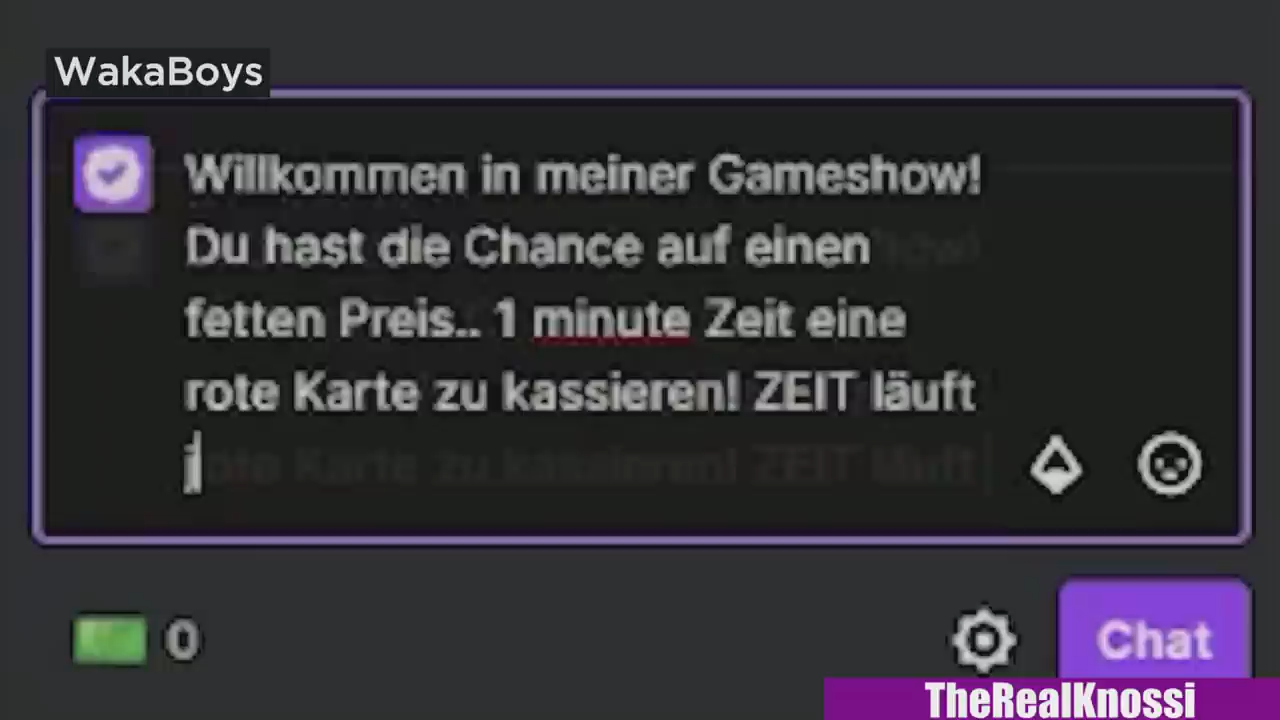 WakaBoys
Willkommen in meiner Gameshow!
Du hast die Chance auf einen
fetten Preis.. 1 minute Zeit eine
rote Karte zu kassieren! ZEIT läuft
j
0
Chat
TheRealKnossi